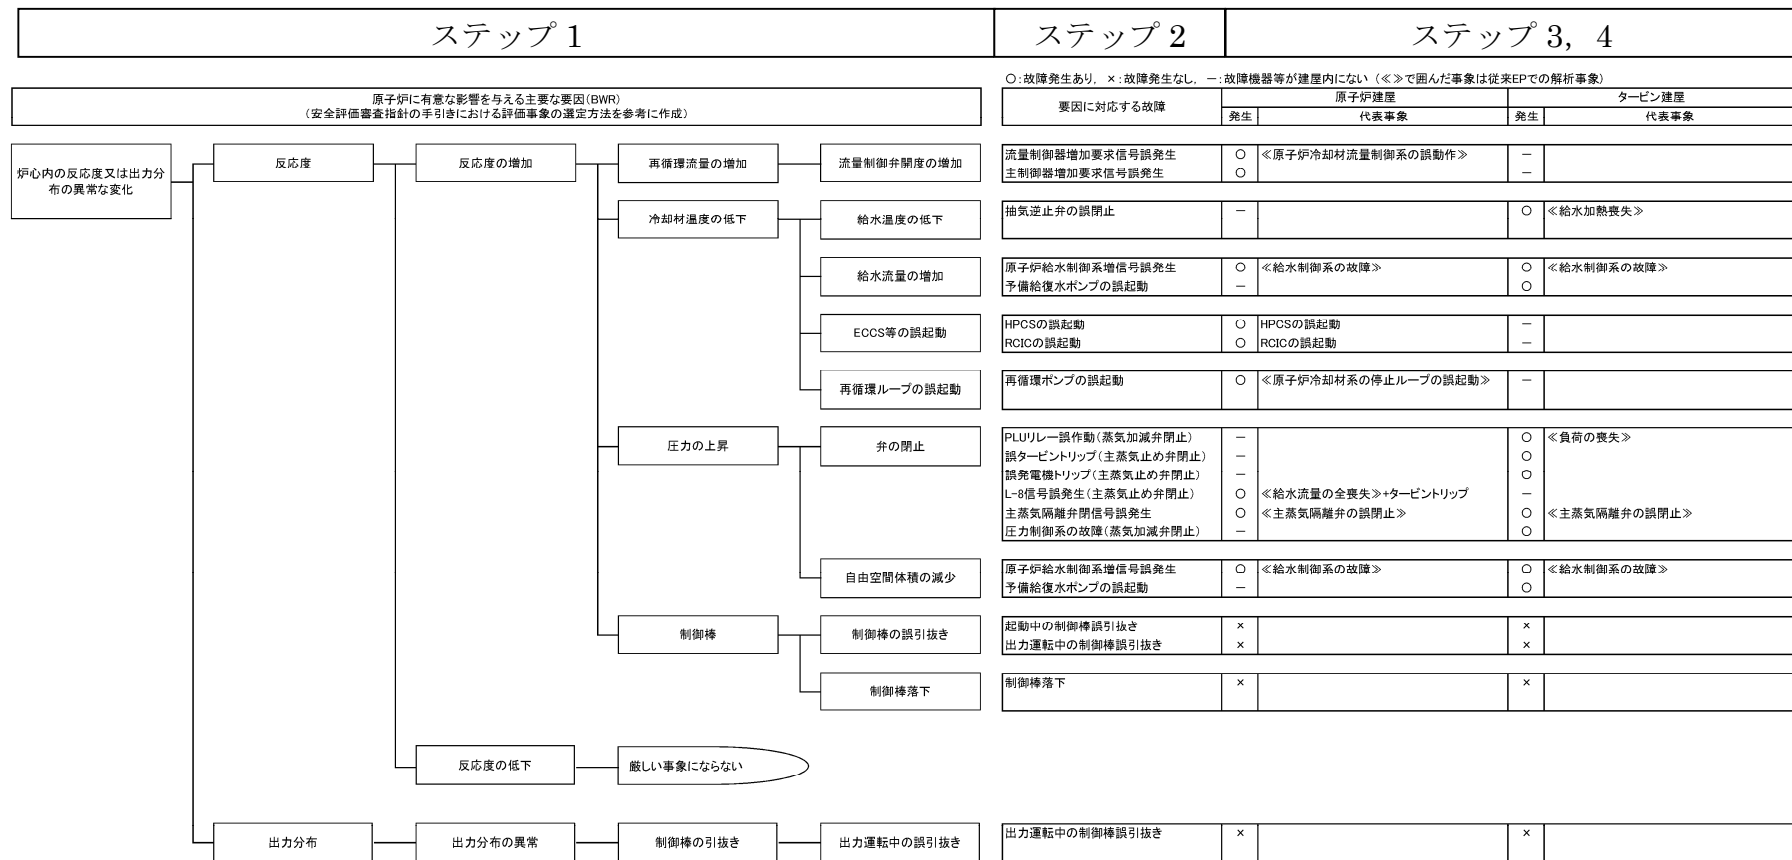 ステップ 1
ステップ 2
ステップ 3, 4
○:故障発生あり, ×:故障発生なし, －:故障機器等が建屋内にない (≪≫で囲んだ事象は従来EPでの解析事象)
原子炉に有意な影響を与える主要な要因(BWR)
(安全評価審査指針の手引きにおける評価事象の選定方法を参考に作成)
要因に対応する故障
原子炉建屋
タービン建屋
発生
代表事象
発生
代表事象
炉心内の反応度又は出力分
布の異常な変化
反応度
反応度の増加
再循環流量の増加
流量制御弁開度の増加
流量制御器増加要求信号誤発生 ○ ≪原子炉冷却材流量制御系の誤動作≫ －
主制御器増加要求信号誤発生 ○ －
冷却材温度の低下
給水温度の低下
抽気逆止弁の誤閉止 － ○ ≪給水加熱喪失≫
給水流量の増加
原子炉給水制御系増信号誤発生 ○ ≪給水制御系の故障≫ ○ ≪給水制御系の故障≫
予備給復水ポンプの誤起動 － ○
ECCS等の誤起動
HPCSの誤起動 ○ HPCSの誤起動 －
RCICの誤起動 ○ RCICの誤起動 －
再循環ループの誤起動
再循環ポンプの誤起動 ○ ≪原子炉冷却材系の停止ループの誤起動≫ －
圧力の上昇
弁の閉止
PLUリレー誤作動(蒸気加減弁閉止) － ○ ≪負荷の喪失≫
誤タービントリップ(主蒸気止め弁閉止) － ○
誤発電機トリップ(主蒸気止め弁閉止) － ○
L-8信号誤発生(主蒸気止め弁閉止) ○ ≪給水流量の全喪失≫+タービントリップ －
主蒸気隔離弁閉信号誤発生 ○ ≪主蒸気隔離弁の誤閉止≫ ○ ≪主蒸気隔離弁の誤閉止≫
圧力制御系の故障(蒸気加減弁閉止) － ○
自由空間体積の減少
原子炉給水制御系増信号誤発生 ○ ≪給水制御系の故障≫ ○ ≪給水制御系の故障≫
予備給復水ポンプの誤起動 － ○
制御棒
制御棒の誤引抜き
起動中の制御棒誤引抜き × ×
出力運転中の制御棒誤引抜き × ×
制御棒落下
制御棒落下 × ×
反応度の低下
厳しい事象にならない
出力分布
出力分布の異常
制御棒の引抜き
出力運転中の誤引抜き
出力運転中の制御棒誤引抜き × ×